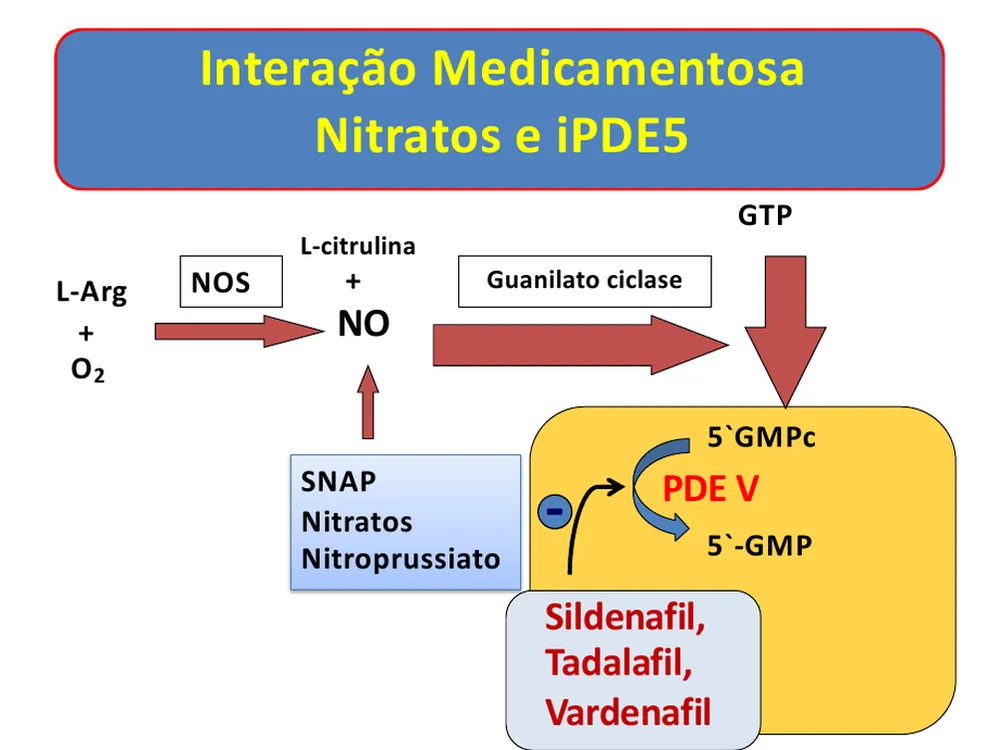 Interação Medicamentosa
Nitratos e iPDE5
GTP
L-citrulina
+
NO
NOS
Guanilato ciclase
L-Arg
+
O₂
SNAP
Nitratos
Nitroprussiato
5`GMPc
PDE V
5`-GMP
-
Sildenafil,
Tadalafil,
Vardenafil